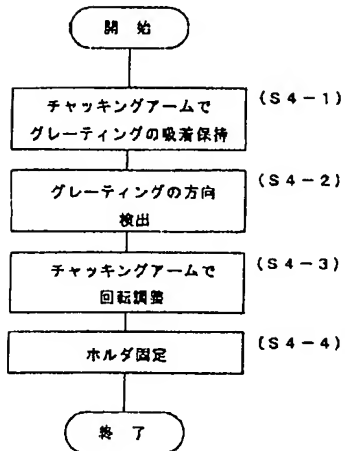 開 始
チャッキングアームで
グレーティングの吸着保持
(S4-1)
グレーティングの方向
検出
(S4-2)
チャッキングアームで
回転調整
(S4-3)
ホルダ固定
(S4-4)
終 了